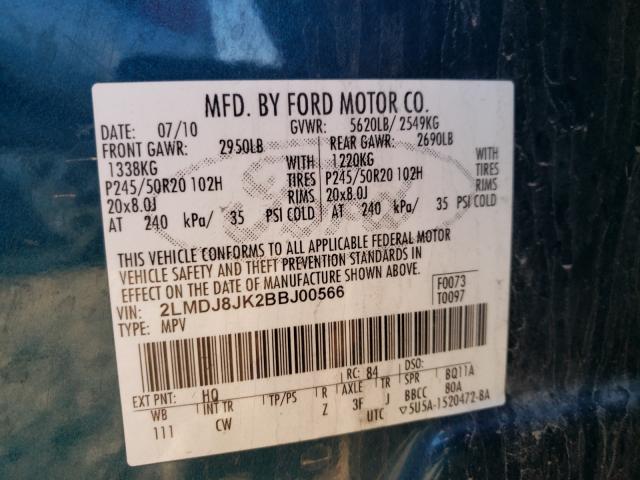 MFD. BY FORD MOTOR CO.
DATE: 07/10 GVWR: 5620LB/ 2549KG
FRONT GAWR: 2950LB REAR GAWR: 2690LB
1338KG WITH 1220KG WITH
P245/50R20 102H TIRES P245/50R20 102H TIRES
20x8.0J RIMS 20x8.0J RIMS
AT 240 kPa/ 35 PSI COLD AT 240 kPa/ 35 PSI COLD
THIS VEHICLE CONFORMS TO ALL APPLICABLE FEDERAL MOTOR
VEHICLE SAFETY AND THEFT PREVENTION STANDARDS IN
EFFECT ON THE DATE OF MANUFACTURE SHOWN ABOVE.
VIN: 2LMDJ8JK2BBJ00566 F0073
TYPE: MPV T0097
EXT PNT: HQ RC: 84 DSO:
WB INT TR TP/PS R AXLE TR SPR BQ11A
111 CW Z 3F J BBCC 80A
UTC ▽5U5A-1520472-BA